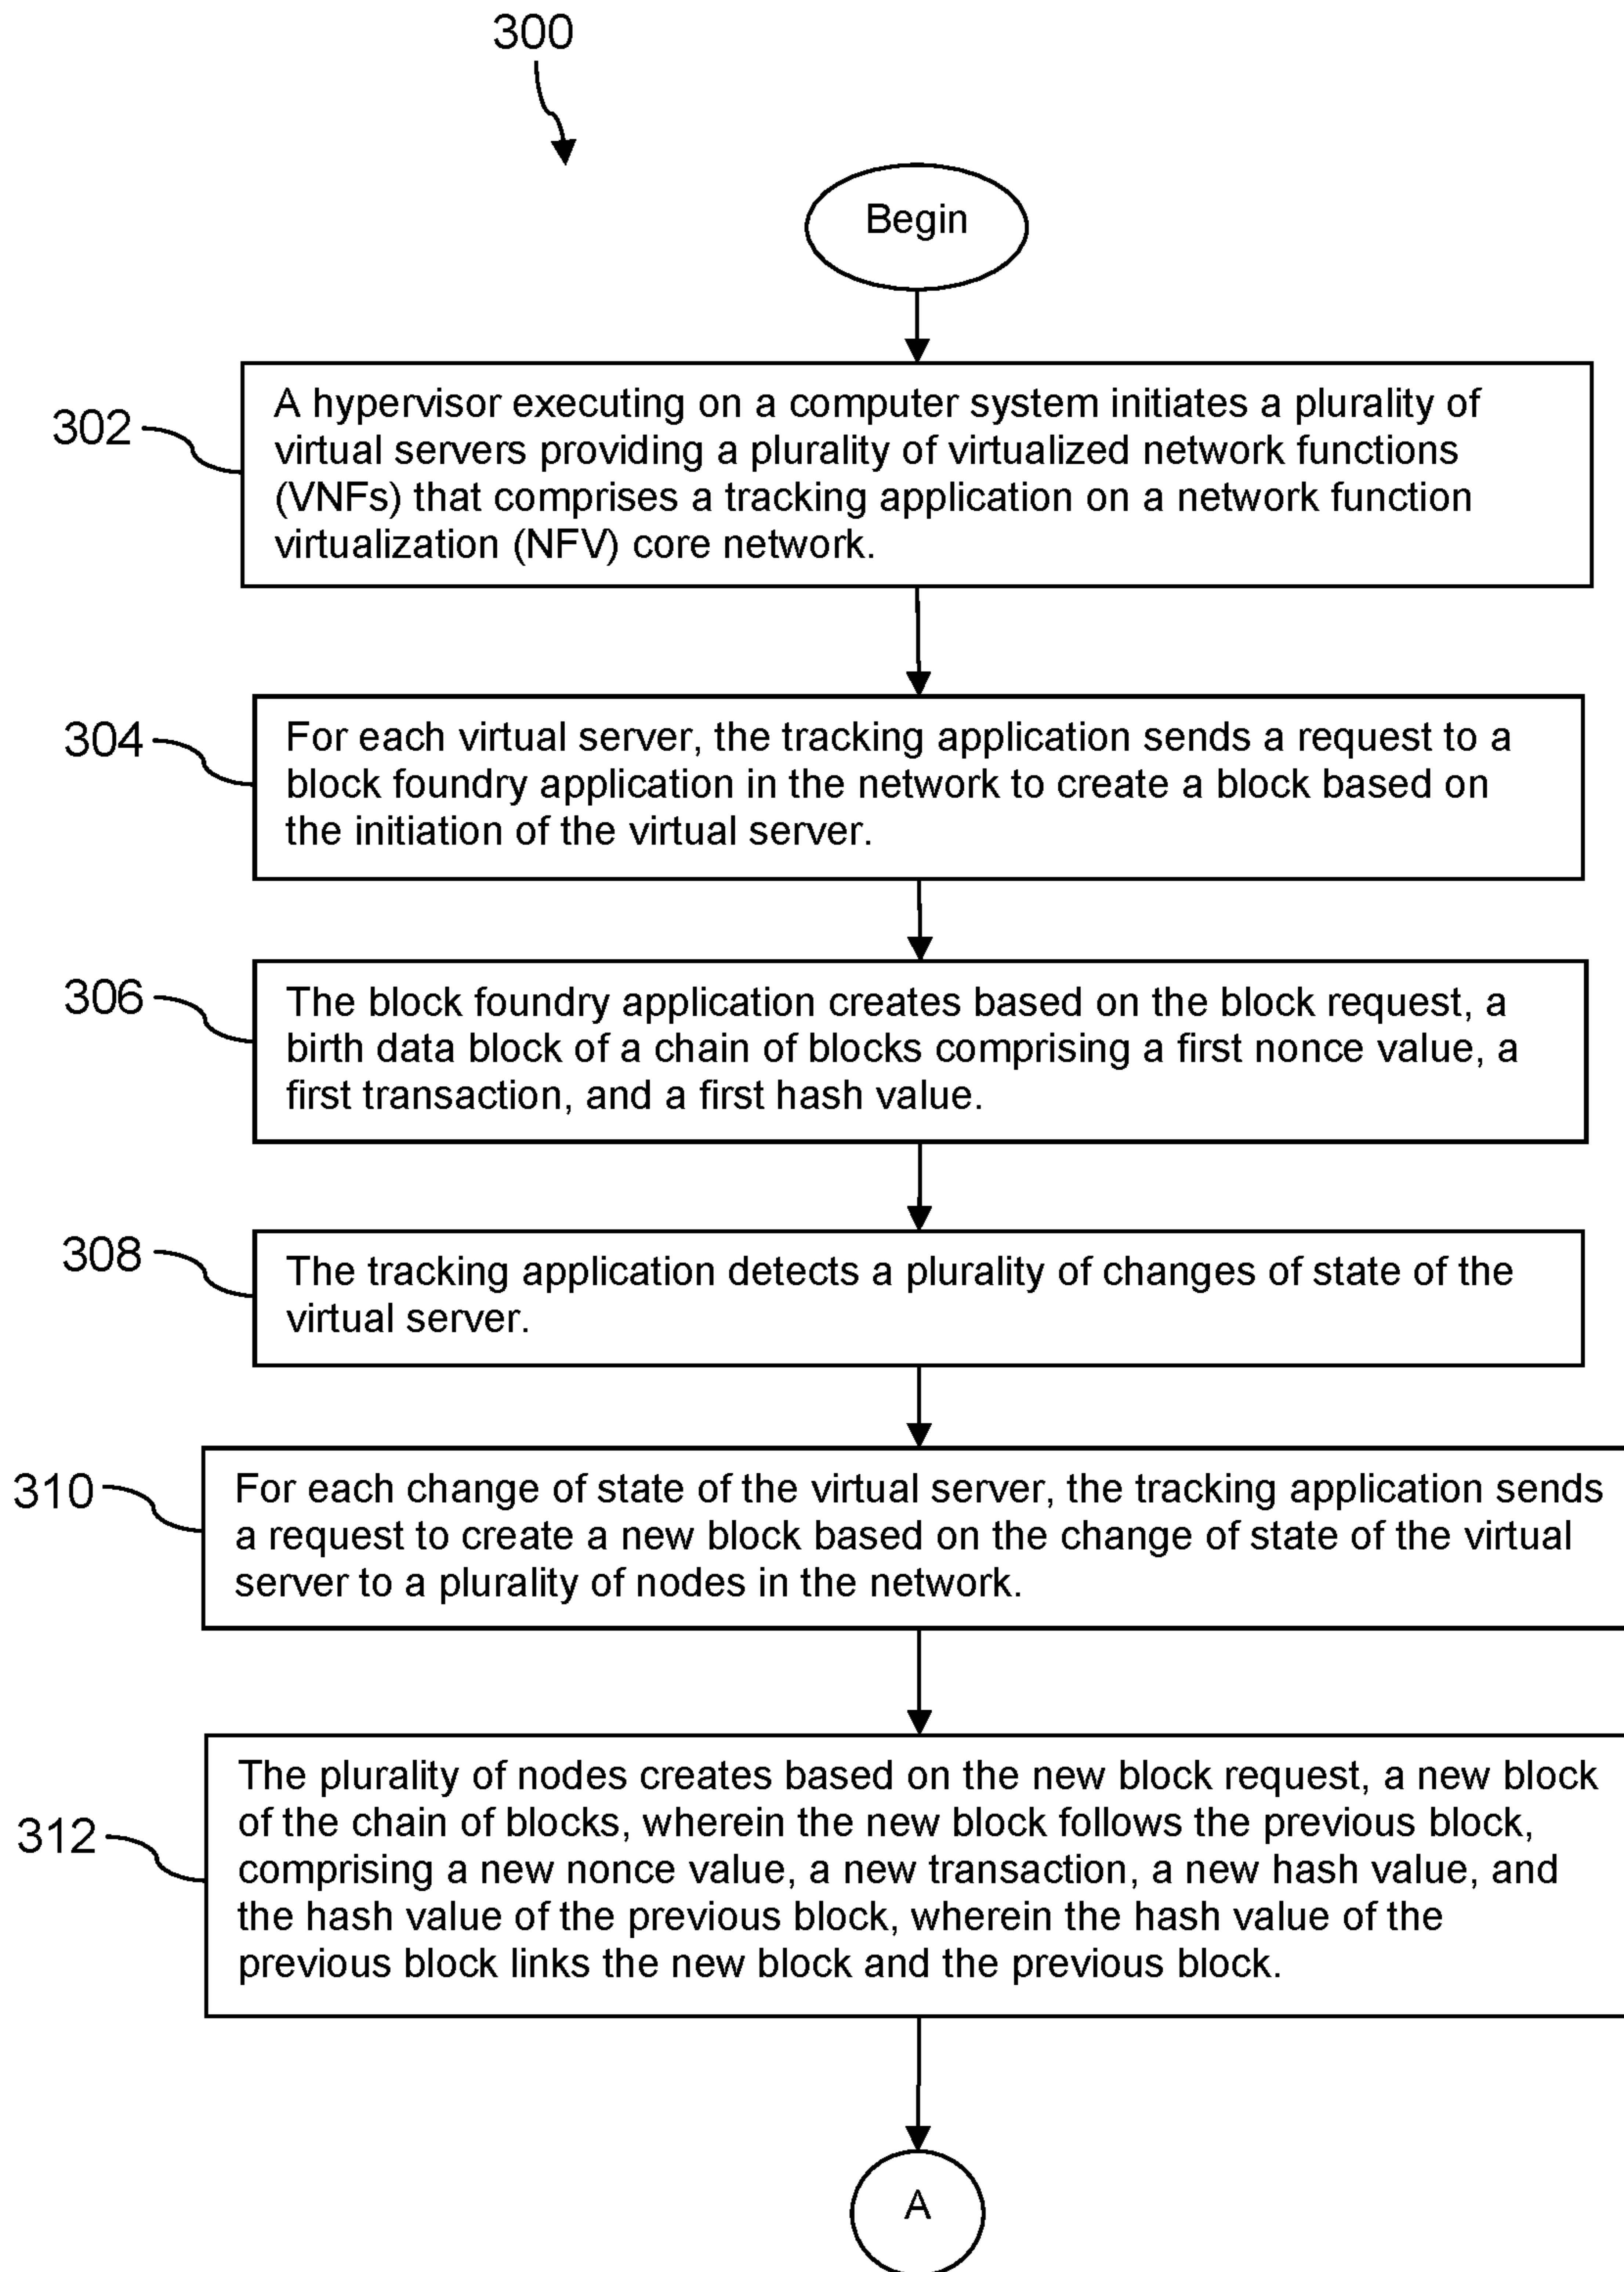 300
Begin
302
A hypervisor executing on a computer system initiates a plurality of
virtual servers providing a plurality of virtualized network functions
(VNFs) that comprises a tracking application on a network function
virtualization (NFV) core network.
304
For each virtual server, the tracking application sends a request to a
block foundry application in the network to create a block based on
the initiation of the virtual server.
306
The block foundry application creates based on the block request, a
birth data block of a chain of blocks comprising a first nonce value, a
first transaction, and a first hash value.
308
The tracking application detects a plurality of changes of state of the
virtual server.
310
For each change of state of the virtual server, the tracking application sends
a request to create a new block based on the change of state of the virtual
server to a plurality of nodes in the network.
312
The plurality of nodes creates based on the new block request, a new block
of the chain of blocks, wherein the new block follows the previous block,
comprising a new nonce value, a new transaction, a new hash value, and
the hash value of the previous block, wherein the hash value of the
previous block links the new block and the previous block.
A